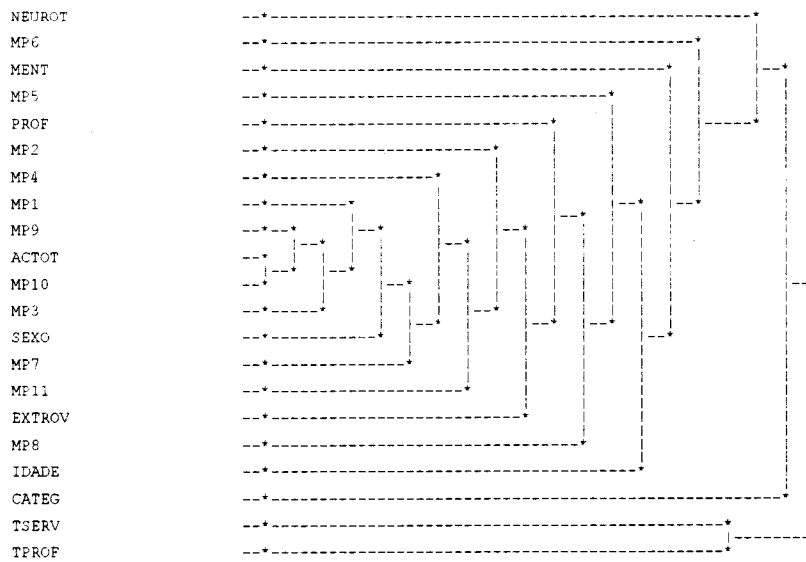 NEUROT
MP6
MENT
MP5
PROF
MP2
MP4
MP1
MP9
ACTOT
MP10
MP3
SEXO
MP7
MP11
EXTROV
MP8
IDADE
CATEG
TSERV
TPROF